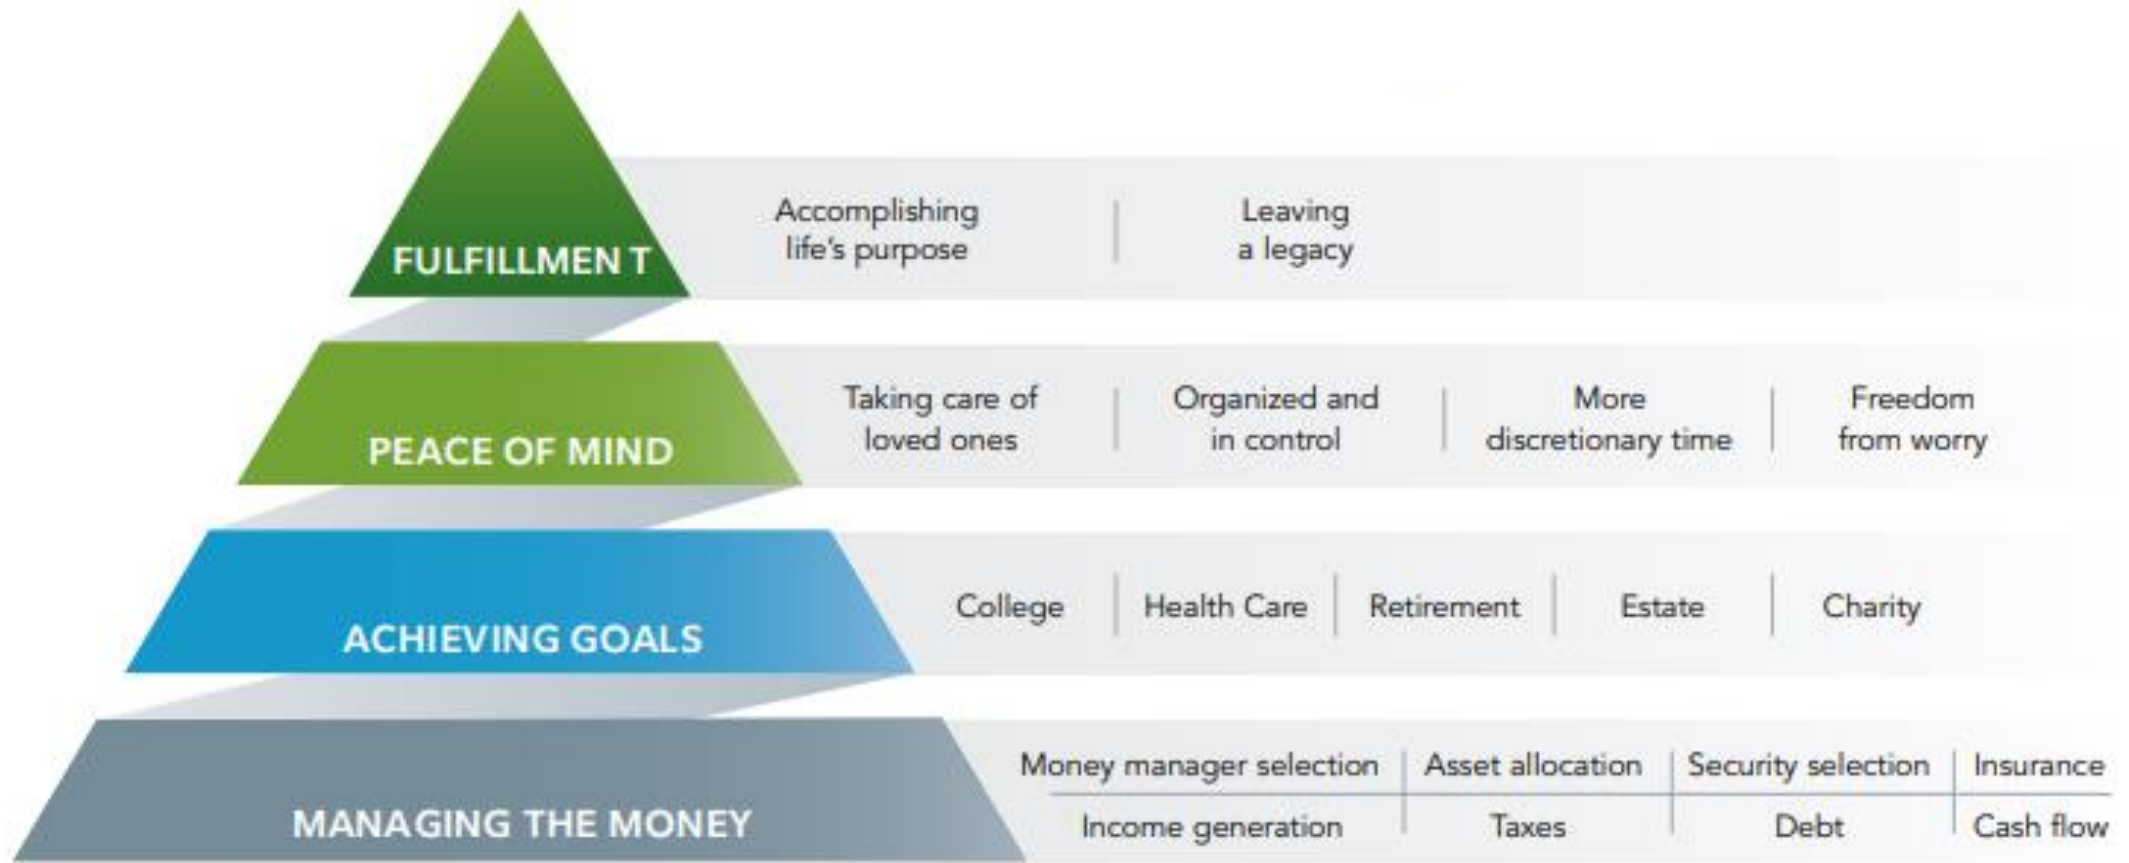 FULFILLMENT
Accomplishing
life's purpose
Leaving
a legacy
PEACE OF MIND
Taking care of
loved ones
Organized and
in control
More
discretionary time
Freedom
from worry
ACHIEVING GOALS
College
Health Care
Retirement
Estate
Charity
MANAGING THE MONEY
Money manager selection
Asset allocation
Security selection
Insurance
Income generation
Taxes
Debt
Cash flow